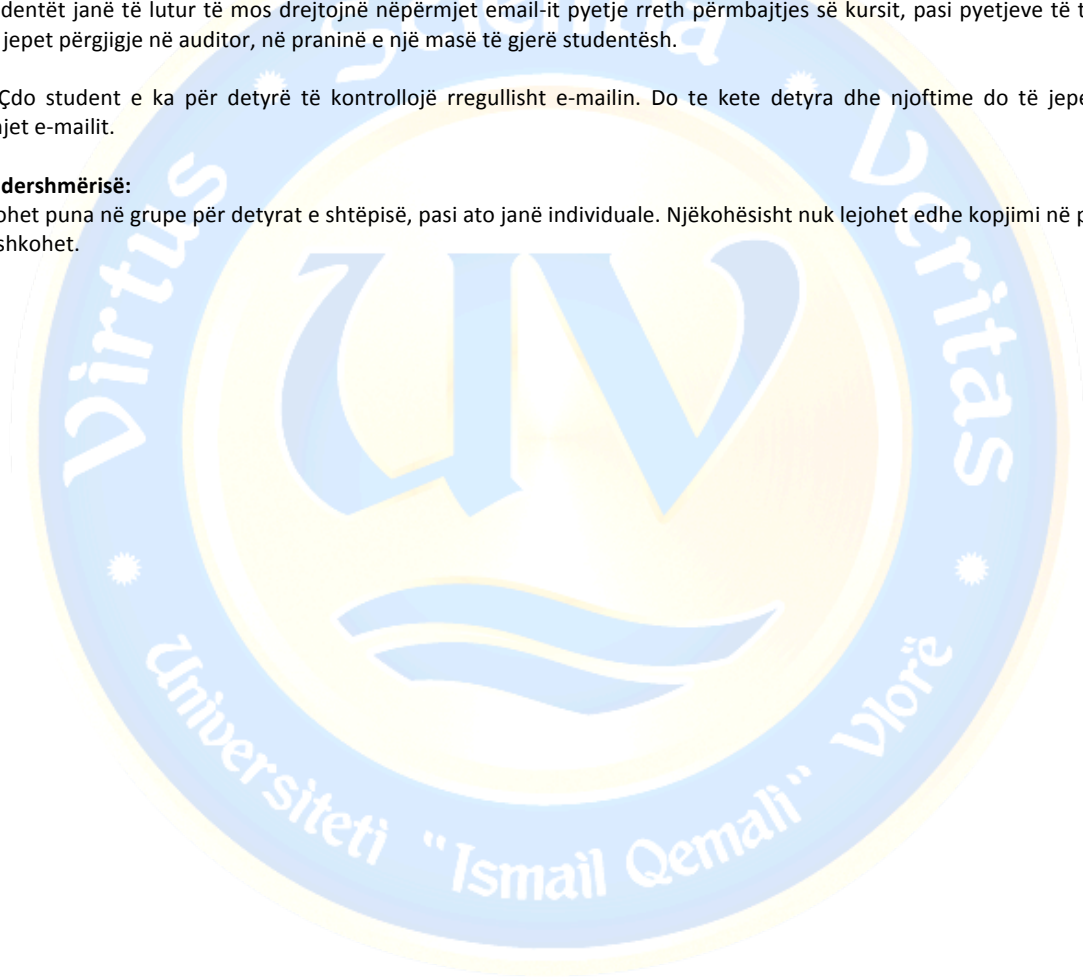 dentët janë të lutur të mos drejtojnë nëpërmjet email-it pyetje rreth përmbajtjes së kursit, pasi pyetjeve të t
jepet përgjigje në auditor, në praninë e një masë të gjerë studentësh.
Çdo student e ka për detyrë të kontrollojë rregullisht e-mailin. Do te kete detyra dhe njoftime do të jepe
jet e-mailit.
dershmërisë:
ohet puna në grupe për detyrat e shtëpisë, pasi ato janë individuale. Njëkohësisht nuk lejohet edhe kopjimi në p
shkohet.
Virtus
Veritas
UV
Universiteti "Ismail Qemali" Vlorë